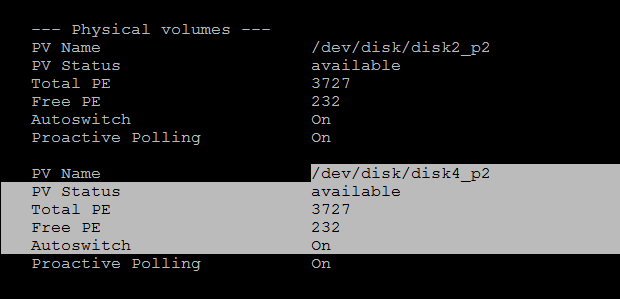 --- Physical volumes ---
PV Name /dev/disk/disk2_p2
PV Status available
Total PE 3727
Free PE 232
Autoswitch On
Proactive Polling On
PV Name /dev/disk/disk4_p2
PV Status available
Total PE 3727
Free PE 232
Autoswitch On
Proactive Polling On